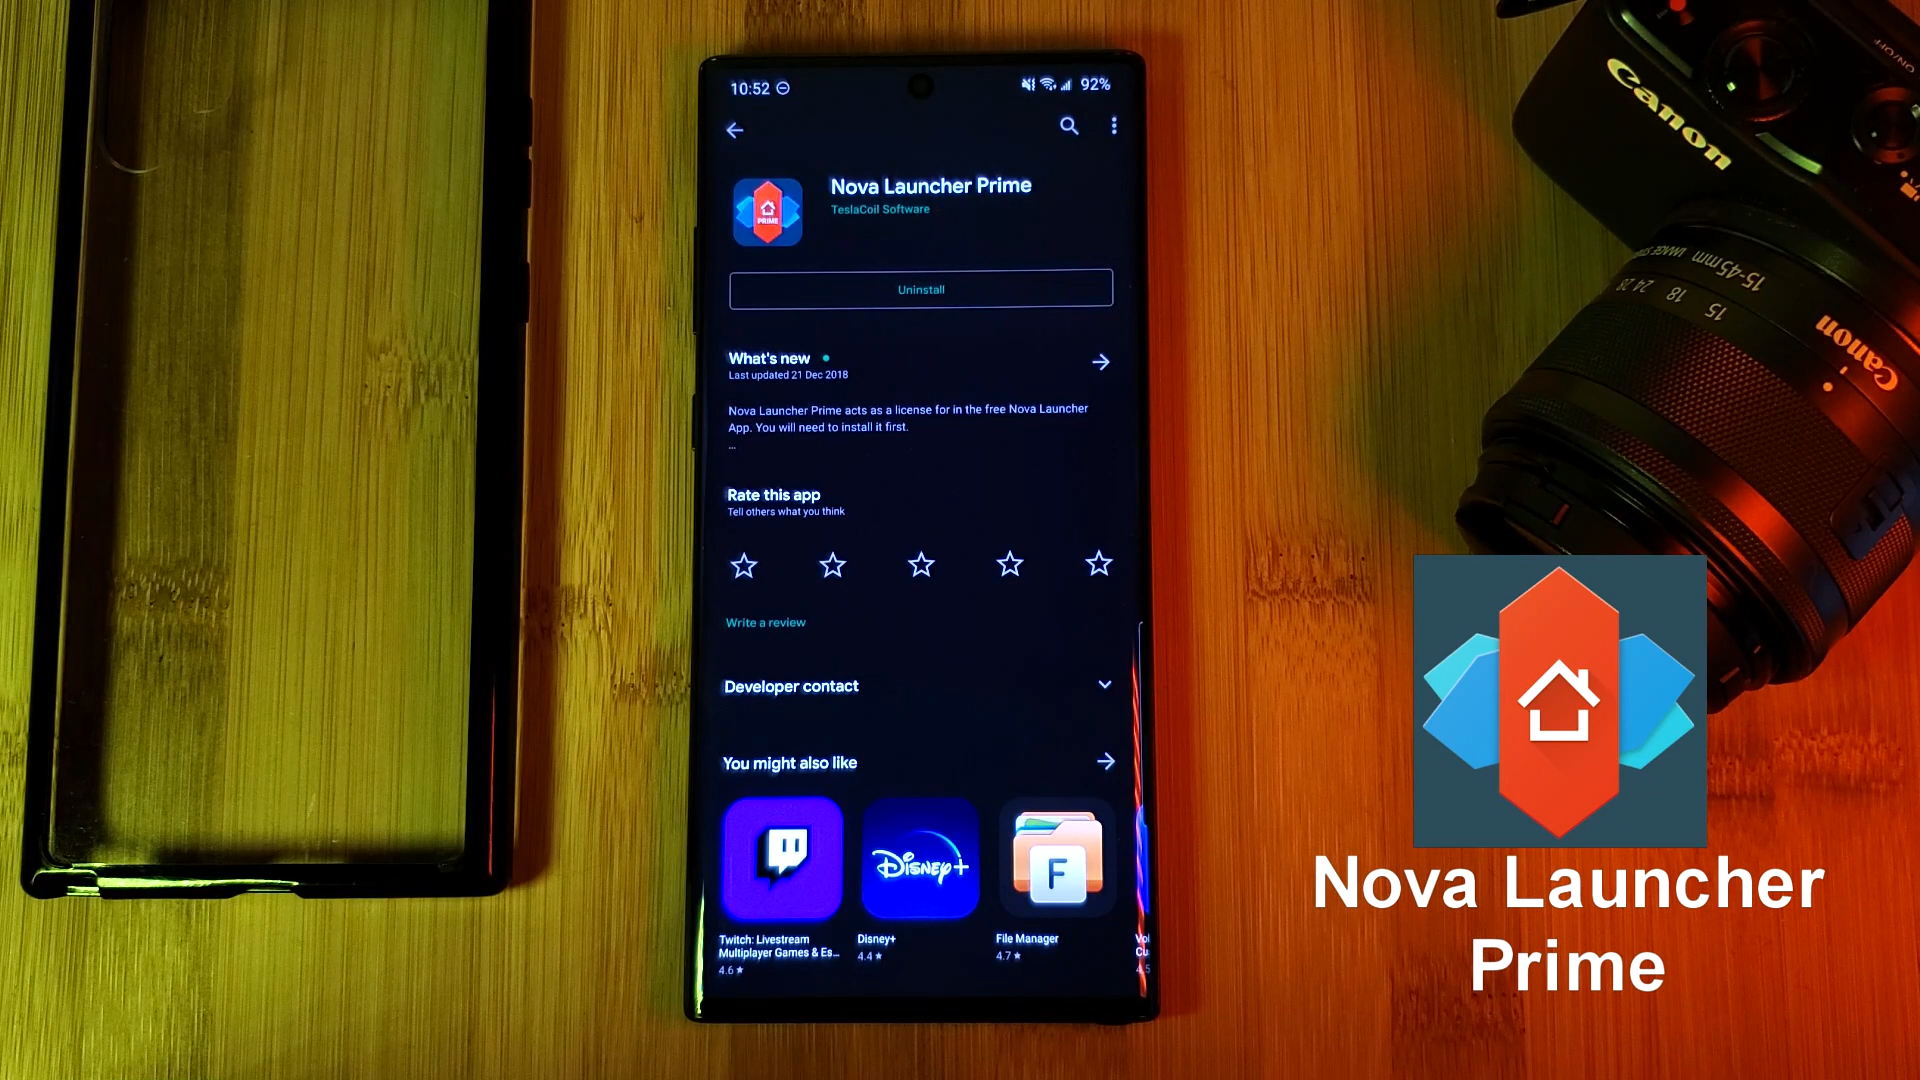 10:52
92%
Nova Launcher Prime
TeslaCoil Software
PRIME
Uninstall
What's new
Last updated 21 Dec 2018
Nova Launcher Prime acts as a license for in the free Nova Launcher
App. You will need to install it first.
...
Rate this app
Tell others what you think
Write a review
Developer contact
You might also like
Disney+
F
Twitch: Livestream
Multiplayer Games & Es...
4.6 ★
Disney+
4.4 ★
File Manager
4.7 ★
Canon
ON/OFF
15-45mm
15 18 24 28
Canon
Nova Launcher
Prime